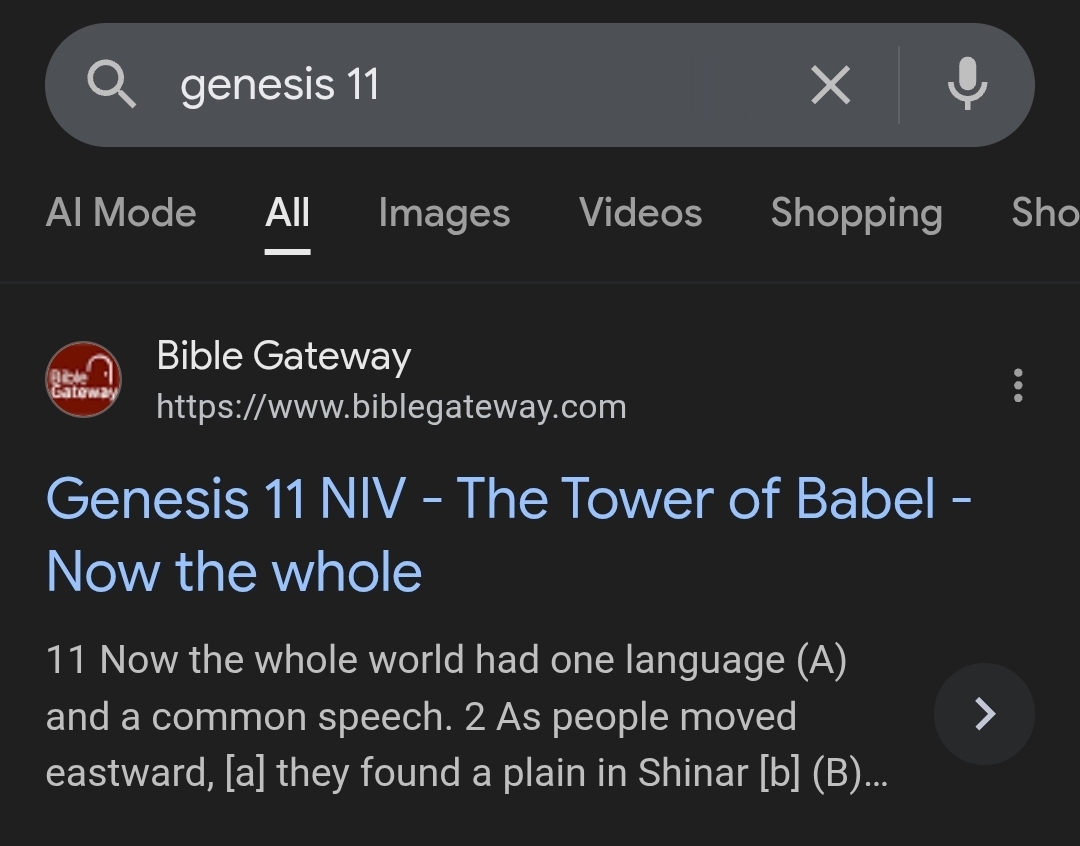 genesis 11
AI Mode All Images Videos Shopping Sho
Bible Gateway
Bible
Gateway
https://www.biblegateway.com
Genesis 11 NIV - The Tower of Babel -
Now the whole
11 Now the whole world had one language (A)
and a common speech. 2 As people moved
eastward, [a] they found a plain in Shinar [b] (B)...